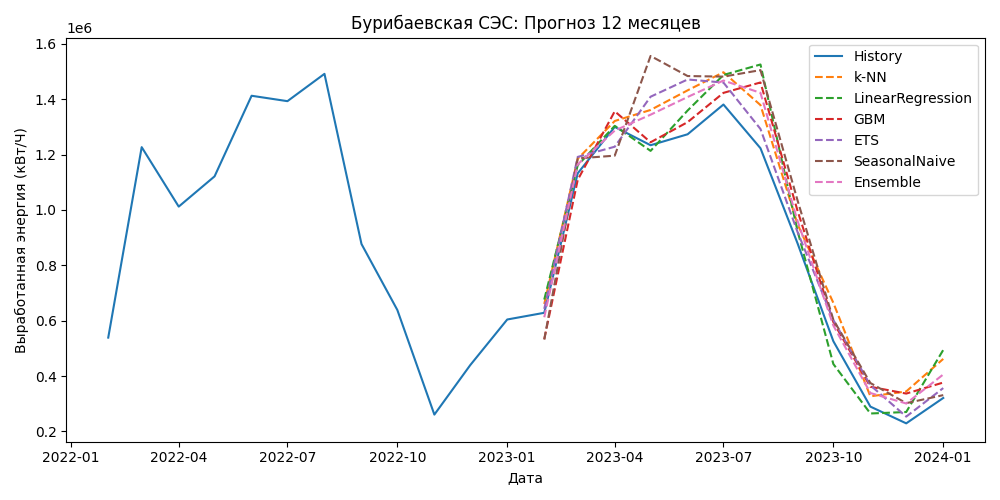 Бурибаевская СЭС: Прогноз 12 месяцев
1e6
Выработанная энергия (кВт/Ч)
1.6
1.4
1.2
1.0
0.8
0.6
0.4
0.2
History
k-NN
LinearRegression
GBM
ETS
SeasonalNaive
Ensemble
2022-01 2022-04 2022-07 2022-10 2023-01 2023-04 2023-07 2023-10 2024-01
Дата